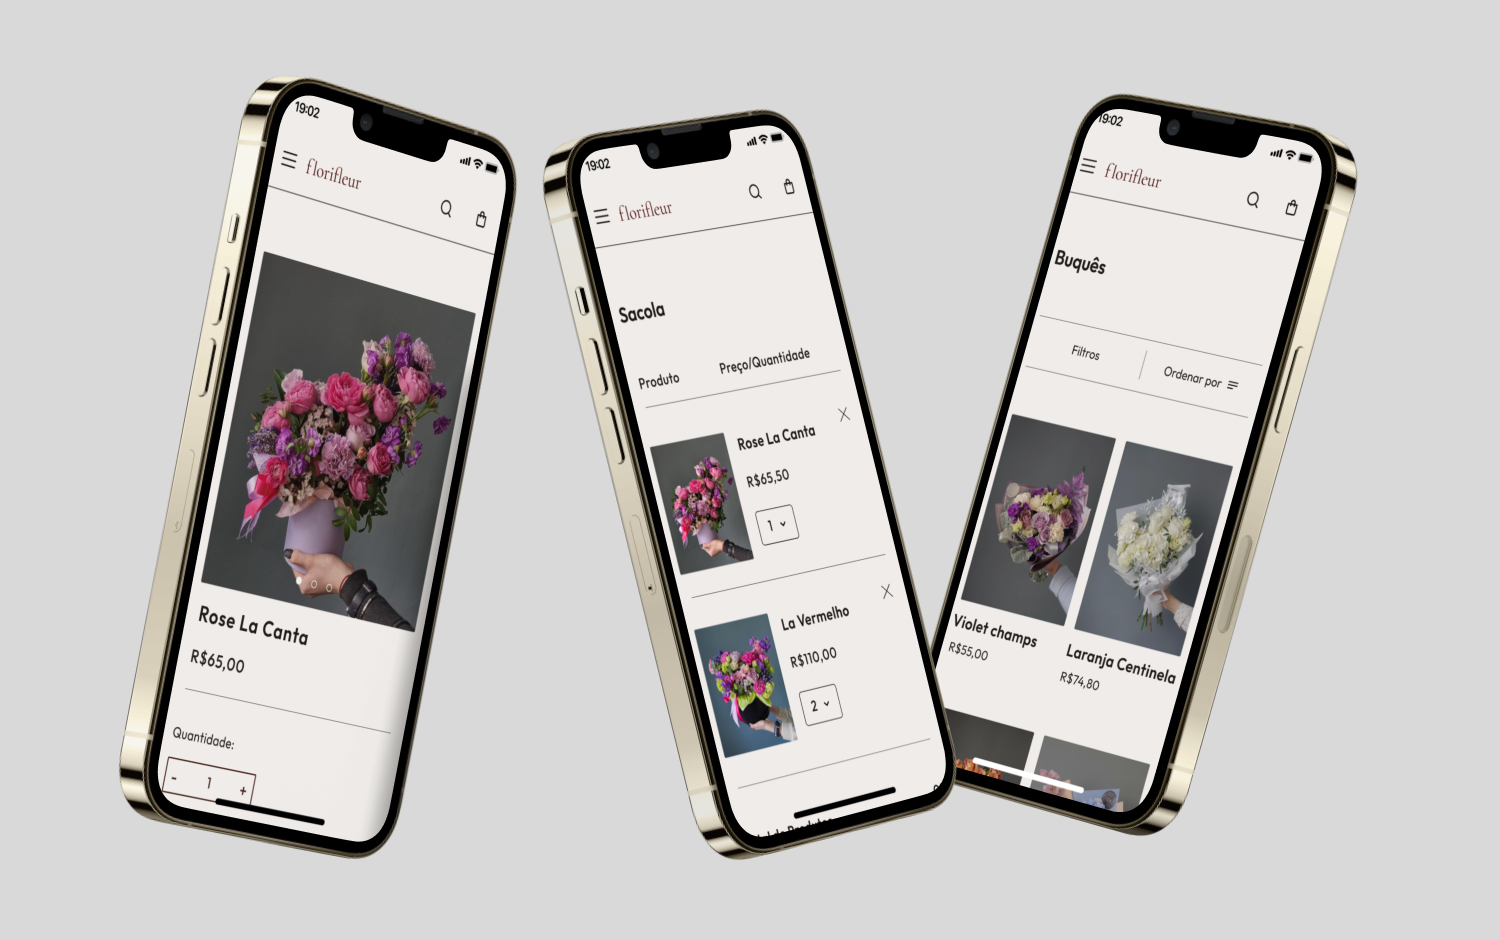 19:02
florifleur
Rose La Canta
R$65,00
Quantidade:
- 1 +
19:02
florifleur
Sacola
Produto
Preço/Quantidade
Rose La Canta
R$65,50
1
La Vermelho
R$110,00
2
de Produtos
19:02
florifleur
Buquês
Filtros
Ordenar por
Violet champs
R$55,00
Laranja Centinela
R$74,80